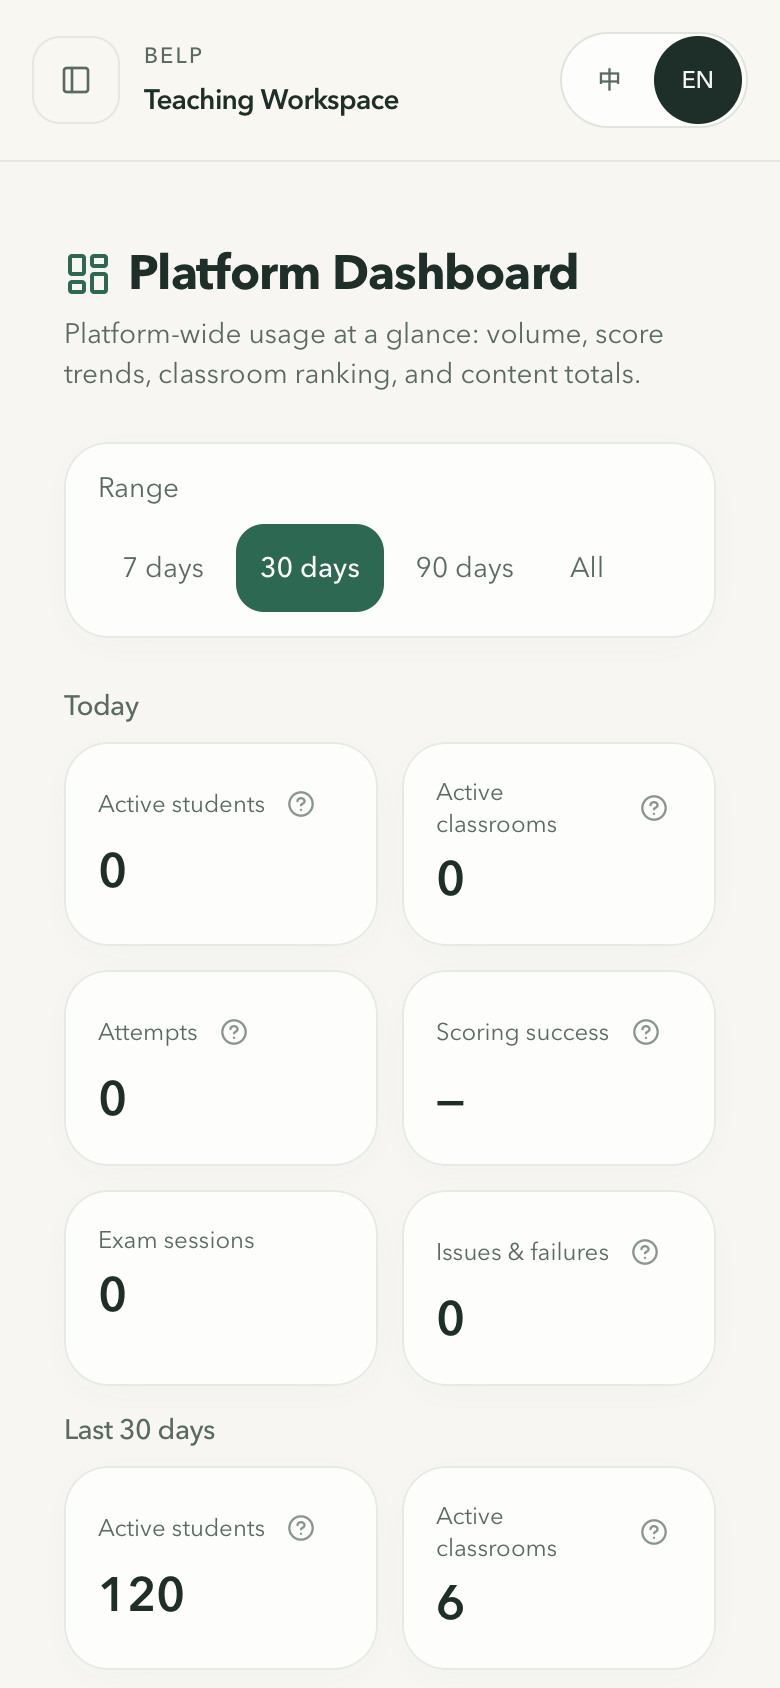 BELP
Teaching Workspace
中
EN
Platform Dashboard
Platform-wide usage at a glance: volume, score
trends, classroom ranking, and content totals.
Range
7 days
30 days
90 days
All
Today
Active students
0
Active
classrooms
0
Attempts
0
Scoring success
–
Exam sessions
0
Issues & failures
0
Last 30 days
Active students
120
Active
classrooms
6